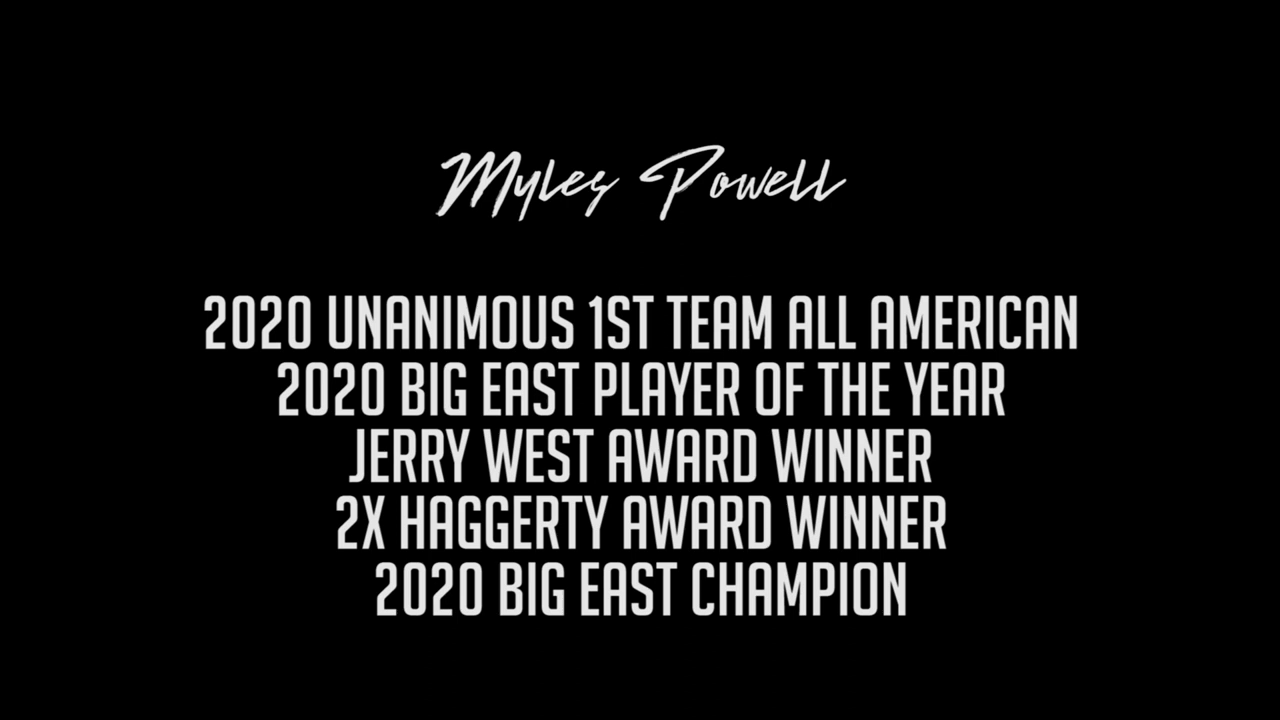 Myles Powell
2020 UNANIMOUS 1ST TEAM ALL AMERICAN
2020 BIG EAST PLAYER OF THE YEAR
JERRY WEST AWARD WINNER
2X HAGGERTY AWARD WINNER
2020 BIG EAST CHAMPION